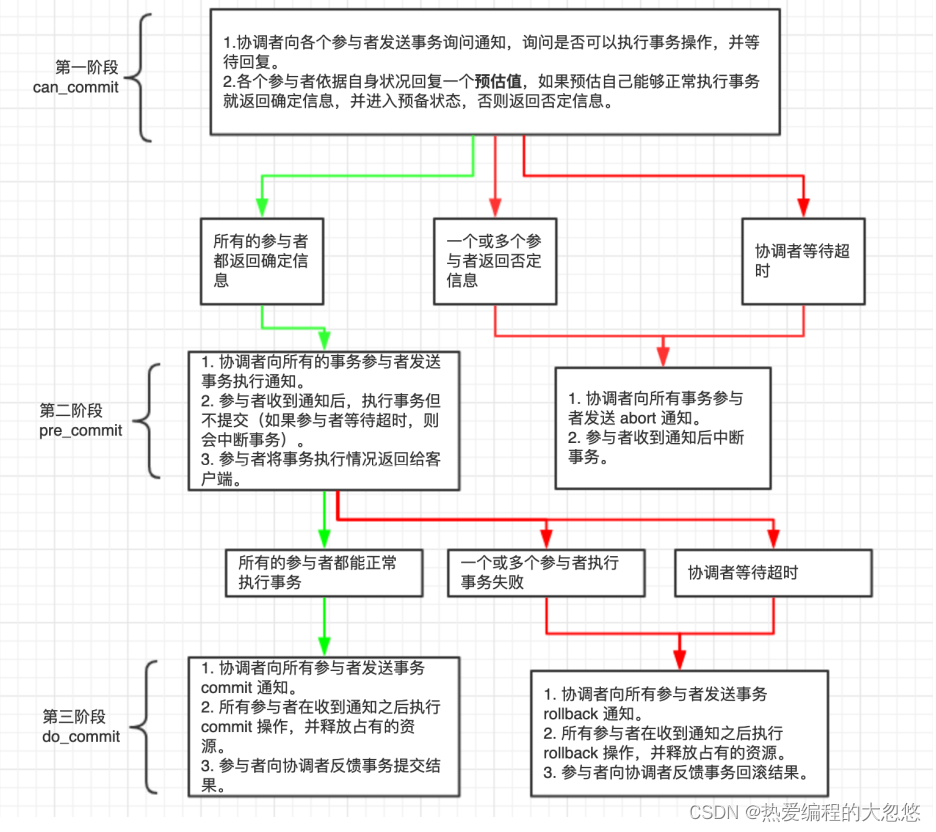 1.协调者向各个参与者发送事务询问通知，询问是否可以执行事务操作，并等
待回复。
2.各个参与者依据自身状况回复一个预估值，如果预估自己能够正常执行事务
就返回确定信息，并进入预备状态，否则返回否定信息。
第一阶段
can_commit
所有的参与者
都返回确定信
息
一个或多个参
与者返回否定
信息
协调者等待超
时
第二阶段
pre_commit
1. 协调者向所有的事务参与者发送
事务执行通知。
2. 参与者收到通知后，执行事务但
不提交（如果参与者等待超时，则
会中断事务）。
3. 参与者将事务执行情况返回给客
户端。
1. 协调者向所有事务参与
者发送 abort 通知。
2. 参与者收到通知后中断
事务。
所有的参与者都能正常
执行事务
一个或多个参与者执行
事务失败
协调者等待超时
第三阶段
do_commit
1. 协调者向所有参与者发送事务
commit 通知。
2. 所有参与者在收到通知之后执行
commit 操作，并释放占有的资
源。
3. 参与者向协调者反馈事务提交结
果。
1. 协调者向所有参与者发送事务
rollback 通知。
2. 所有参与者在收到通知之后执行
rollback 操作，并释放占有的资源。
3. 参与者向协调者反馈事务回滚结果。
CSDN @热爱编程的大忽悠